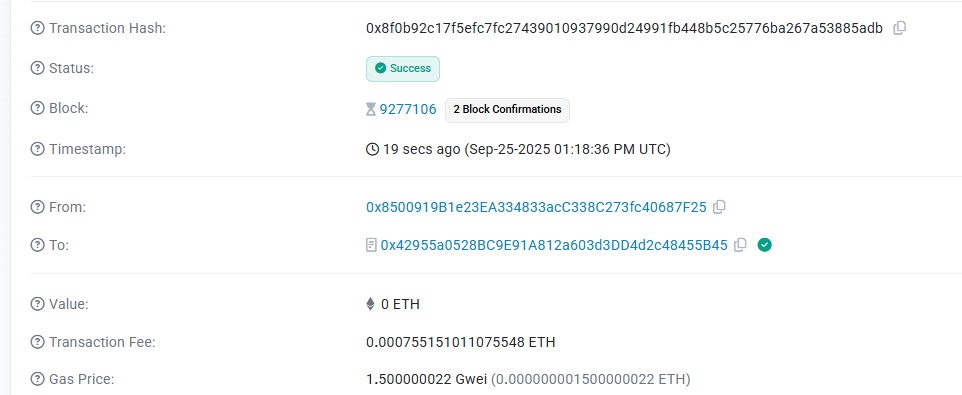 Transaction Hash: 0x8f0b92c17f5efc7fc27439010937990d24991fb448b5c25776ba267a53885adb
Status: Success
Block: 9277106 2 Block Confirmations
Timestamp: 19 secs ago (Sep-25-2025 01:18:36 PM UTC)
From: 0x8500919B1e23EA334833acC338C273fc40687F25
To: 0x42955a0528BC9E91A812a603d3DD4d2c48455B45
Value: 0 ETH
Transaction Fee: 0.000755151011075548 ETH
Gas Price: 1.500000022 Gwei (0.000000001500000022 ETH)